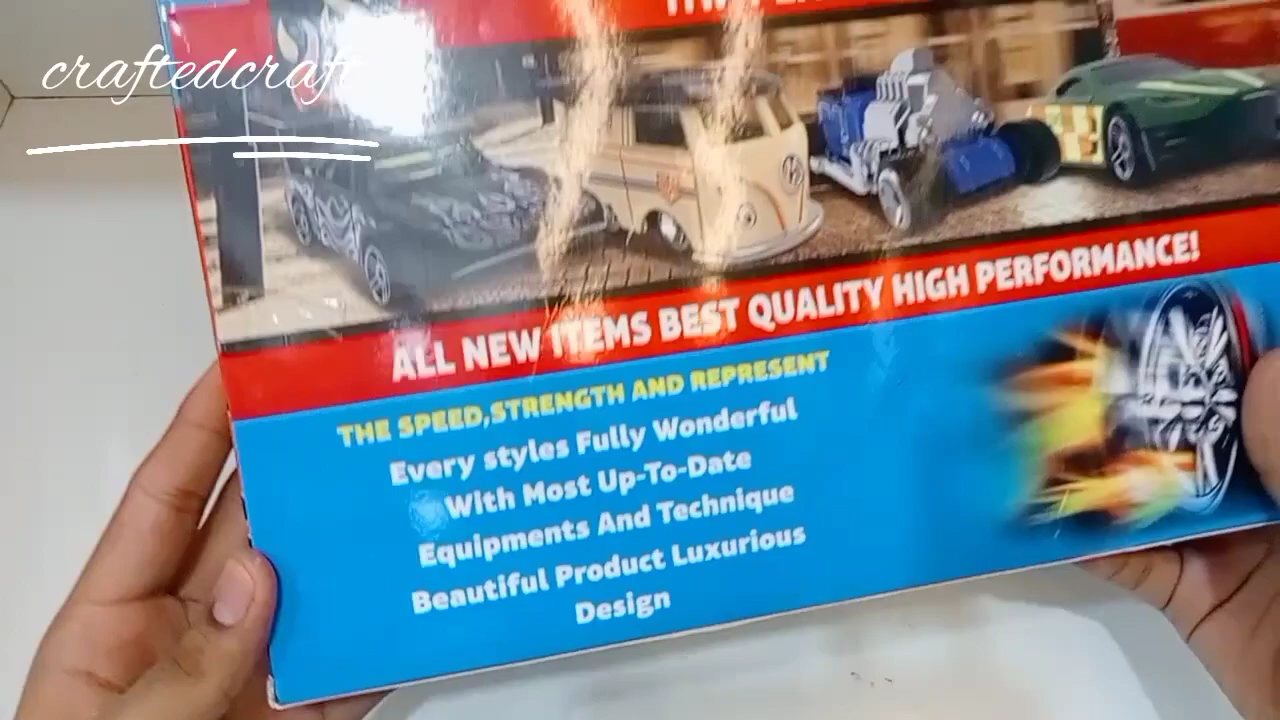 craftedcraft
ALL NEW ITEMS BEST QUALITY HIGH PERFORMANCE!
THE SPEED,STRENGTH AND REPRESENT
Every styles Fully Wonderful
With Most Up-To-Date
Equipments And Technique
Beautiful Product Luxurious
Design